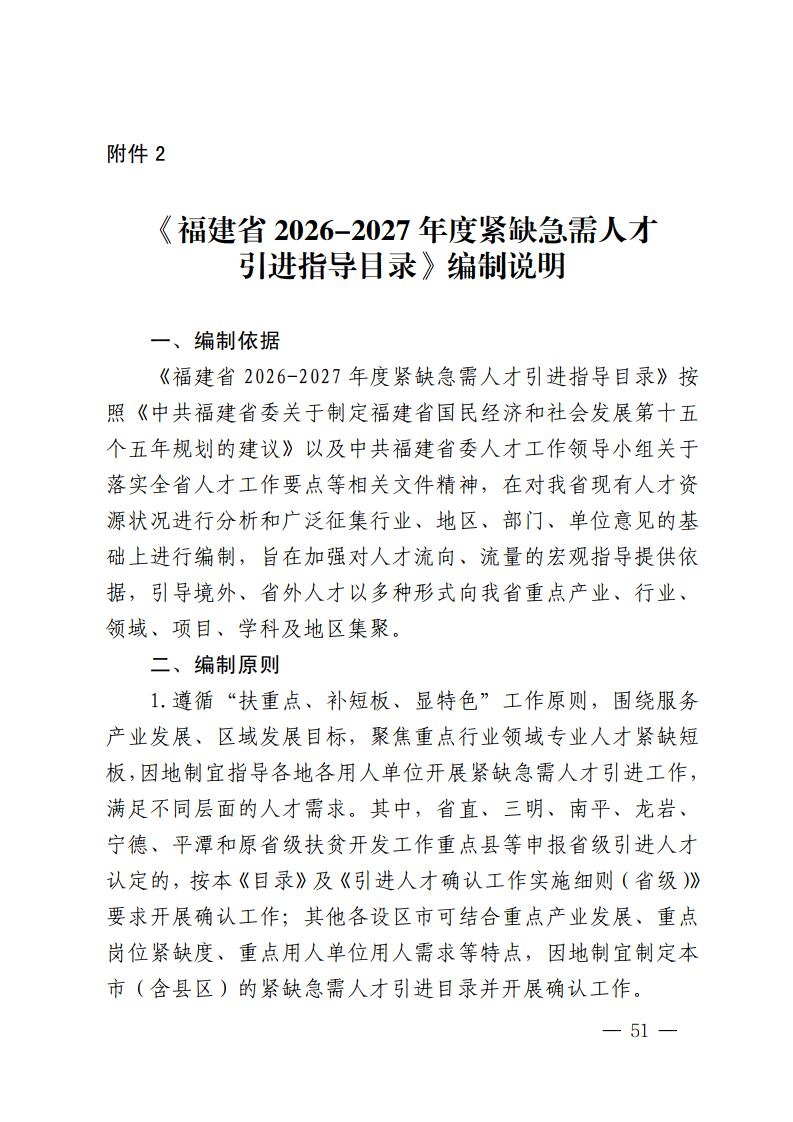 附件 2
《福建省 2026-2027 年度紧缺急需人才
引进指导目录》编制说明
一、编制依据
《福建省 2026-2027 年度紧缺急需人才引进指导目录》按
照《中共福建省委关于制定福建省国民经济和社会发展第十五
个五年规划的建议》以及中共福建省委人才工作领导小组关于
落实全省人才工作要点等相关文件精神，在对我省现有人才资
源状况进行分析和广泛征集行业、地区、部门、单位意见的基
础上进行编制，旨在加强对人才流向、流量的宏观指导提供依
据，引导境外、省外人才以多种形式向我省重点产业、行业、
领域、项目、学科及地区集聚。
二、编制原则
1.遵循“扶重点、补短板、显特色”工作原则，围绕服务
产业发展、区域发展目标，聚焦重点行业领域专业人才紧缺短
板，因地制宜指导各地各用人单位开展紧缺急需人才引进工作，
满足不同层面的人才需求。其中，省直、三明、南平、龙岩、
宁德、平潭和原省级扶贫开发工作重点县等申报省级引进人才
认定的，按本《目录》及《引进人才确认工作实施细则（省级）》
要求开展确认工作；其他各设区市可结合重点产业发展、重点
岗位紧缺度、重点用人单位用人需求等特点，因地制宜制定本
市（含县区）的紧缺急需人才引进目录并开展确认工作。
— 51 —